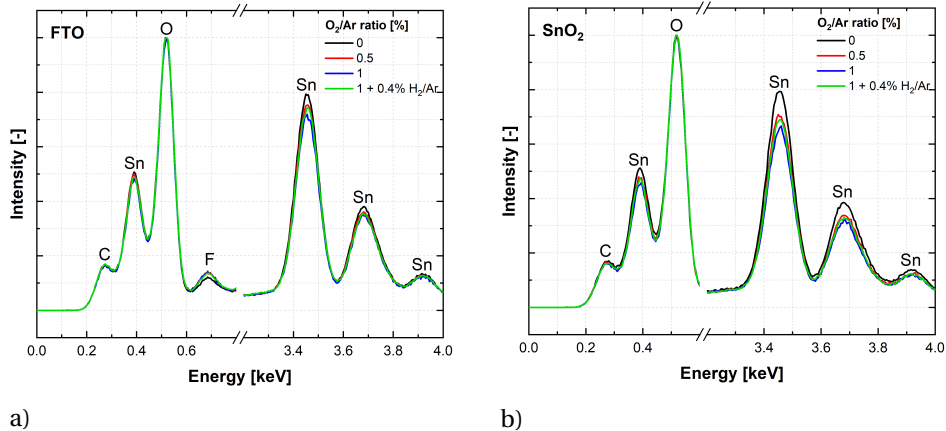 FTO
O₂/Ar ratio [%]
0
0.5
1
1 + 0.4% H₂/Ar
C
Sn
O
F
Sn
Sn
Sn
Intensity [-]
0.0 0.2 0.4 0.6 3.4 3.6 3.8 4.0
Energy [keV]
a)
SnO₂
O₂/Ar ratio [%]
0
0.5
1
1 + 0.4% H₂/Ar
C
Sn
O
Sn
Sn
Sn
Intensity [-]
0.0 0.2 0.4 3.4 3.6 3.8 4.0
Energy [keV]
b)